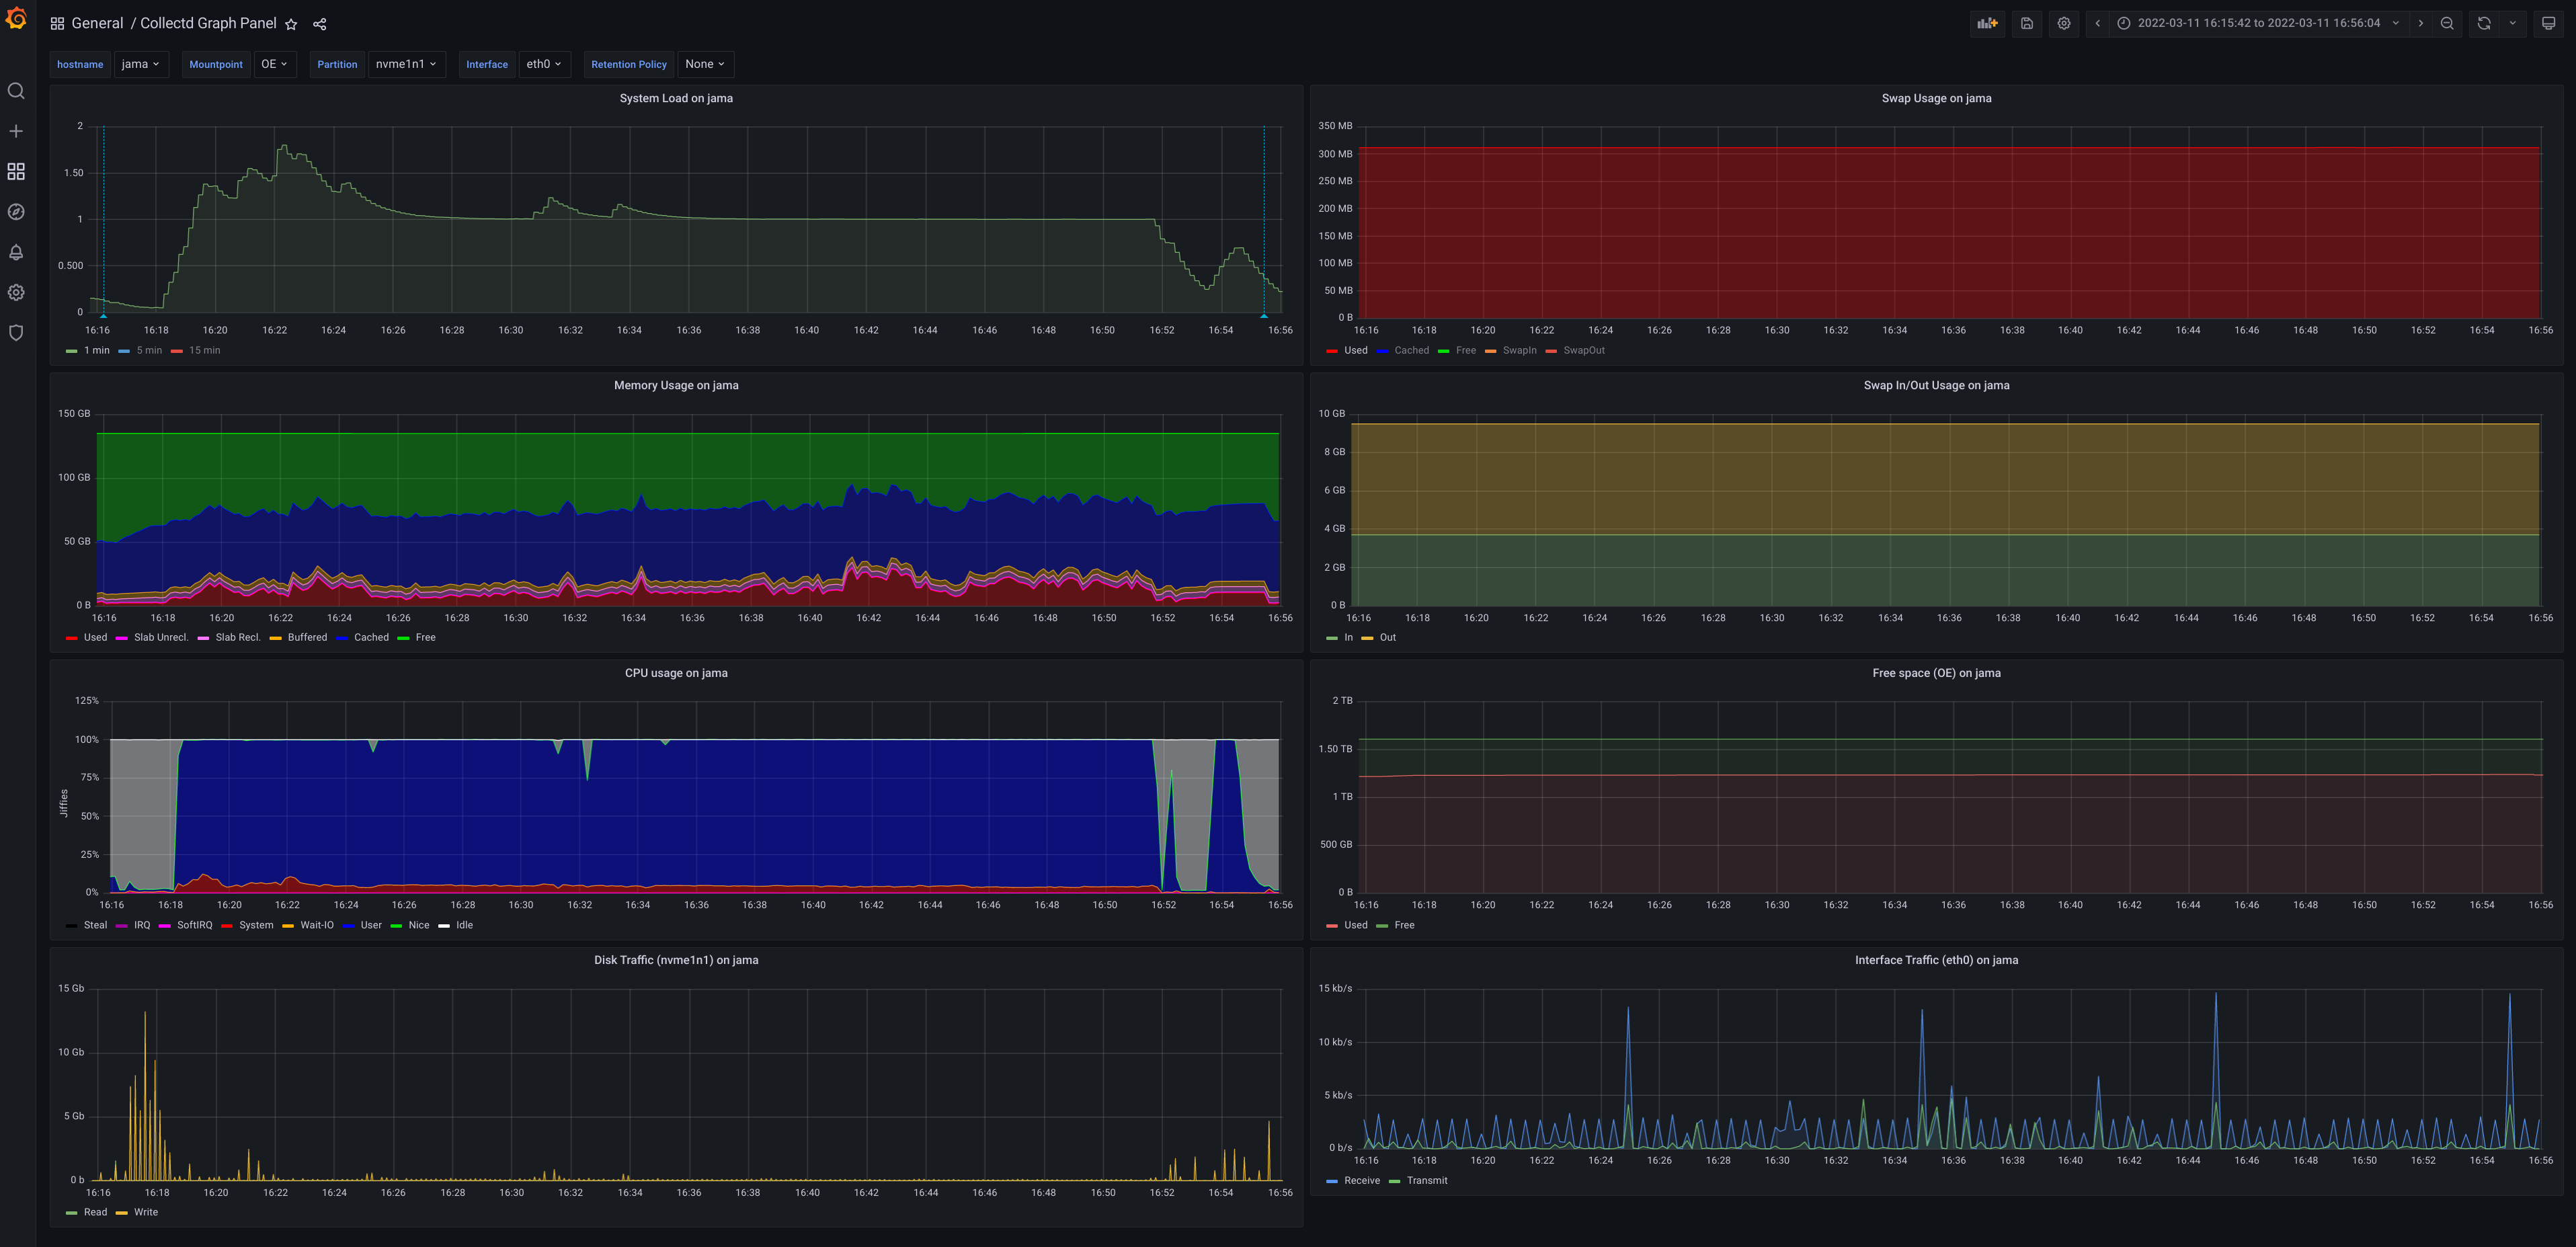 General / Collectd Graph Panel
2022-03-11 16:15:42 to 2022-03-11 16:56:04
hostname jama Mountpoint OE Partition nvme1n1 Interface eth0 Retention Policy None
System Load on jama
2
1.50
1
0.500
0
16:16 16:18 16:20 16:22 16:24 16:26 16:28 16:30 16:32 16:34 16:36 16:38 16:40 16:42 16:44 16:46 16:48 16:50 16:52 16:54 16:56
1 min 5 min 15 min
Swap Usage on jama
350 MB
300 MB
250 MB
200 MB
150 MB
100 MB
50 MB
0 B
16:16 16:18 16:20 16:22 16:24 16:26 16:28 16:30 16:32 16:34 16:36 16:38 16:40 16:42 16:44 16:46 16:48 16:50 16:52 16:54 16:56
Used Cached Free SwapIn SwapOut
Memory Usage on jama
150 GB
100 GB
50 GB
0 B
16:16 16:18 16:20 16:22 16:24 16:26 16:28 16:30 16:32 16:34 16:36 16:38 16:40 16:42 16:44 16:46 16:48 16:50 16:52 16:54 16:56
Used Slab Unrecl. Slab Recl. Buffered Cached Free
Swap In/Out Usage on jama
10 GB
8 GB
6 GB
4 GB
2 GB
0 B
16:16 16:18 16:20 16:22 16:24 16:26 16:28 16:30 16:32 16:34 16:36 16:38 16:40 16:42 16:44 16:46 16:48 16:50 16:52 16:54 16:56
In Out
CPU usage on jama
125%
100%
75%
50%
25%
0%
Jiffies
16:16 16:18 16:20 16:22 16:24 16:26 16:28 16:30 16:32 16:34 16:36 16:38 16:40 16:42 16:44 16:46 16:48 16:50 16:52 16:54 16:56
Steal IRQ SoftIRQ System Wait-IO User Nice Idle
Free space (OE) on jama
2 TB
1.50 TB
1 TB
500 GB
0 B
16:16 16:18 16:20 16:22 16:24 16:26 16:28 16:30 16:32 16:34 16:36 16:38 16:40 16:42 16:44 16:46 16:48 16:50 16:52 16:54 16:56
Used Free
Disk Traffic (nvme1n1) on jama
15 Gb
10 Gb
5 Gb
0 b
16:16 16:18 16:20 16:22 16:24 16:26 16:28 16:30 16:32 16:34 16:36 16:38 16:40 16:42 16:44 16:46 16:48 16:50 16:52 16:54 16:56
Read Write
Interface Traffic (eth0) on jama
15 kb/s
10 kb/s
5 kb/s
0 b/s
16:16 16:18 16:20 16:22 16:24 16:26 16:28 16:30 16:32 16:34 16:36 16:38 16:40 16:42 16:44 16:46 16:48 16:50 16:52 16:54 16:56
Receive Transmit